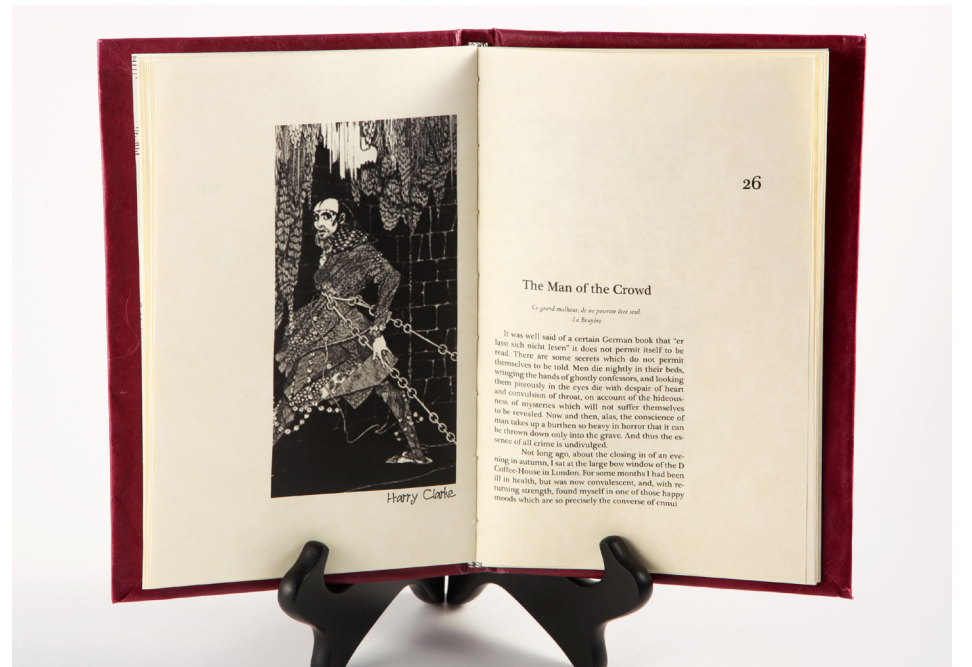 Harry Clarke
26
The Man of the Crowd
Ce grand malheur, de ne pouvoir être seul.
-La Bruyère
It was well said of a certain German book that "er
lasst sich nicht lesen" it does not permit itself to be
read. There are some secrets which do not permit
themselves to be told. Men die nightly in their beds,
wringing the hands of ghostly confessors, and looking
them piteously in the eyes die with despair of heart
and convulsion of throat, on account of the hideous-
ness of mysteries which will not suffer themselves
to be revealed. Now and then, alas, the conscience of
man takes up a burthen so heavy in horror that it can
be thrown down only into the grave. And thus the es-
sence of all crime is undivulged.
Not long ago, about the closing in of an eve-
ning in autumn, I sat at the large bow window of the D
Coffee-House in London. For some months I had been
ill in health, but was now convalescent, and, with re-
turning strength, found myself in one of those happy
moods which are so precisely the converse of ennui